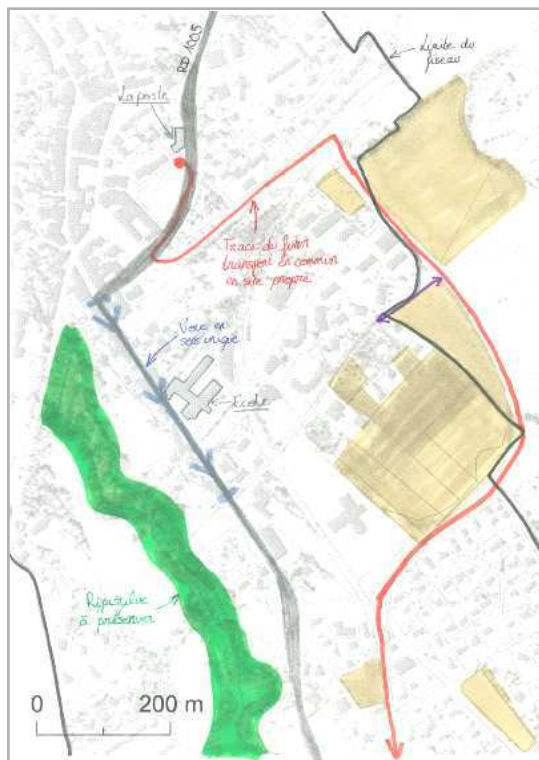 RD 1005
Limite du
fuseau
La poste
Tracé du futur
transport en commun
en site propre
Voie en
sens unique
Ecole
Ripisylve
à préserver
0 200 m